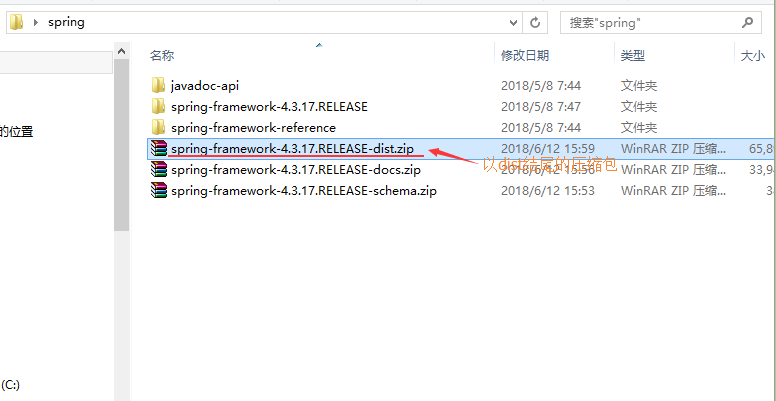 spring
搜索"spring"
名称 修改日期 类型 大小
javadoc-api 2018/5/8 7:44 文件夹
spring-framework-4.3.17.RELEASE 2018/5/8 7:47 文件夹
的位置
spring-framework-reference 2018/5/8 7:44 文件夹
spring-framework-4.3.17.RELEASE-dist.zip 2018/6/12 15:59 WinRAR ZIP 压缩... 65,8
以dist结尾的压缩包
spring-framework-4.3.17.RELEASE-docs.zip 2018/6/12 15:56 WinRAR ZIP 压缩... 33,9
spring-framework-4.3.17.RELEASE-schema.zip 2018/6/12 15:53 WinRAR ZIP 压缩...
(C:)